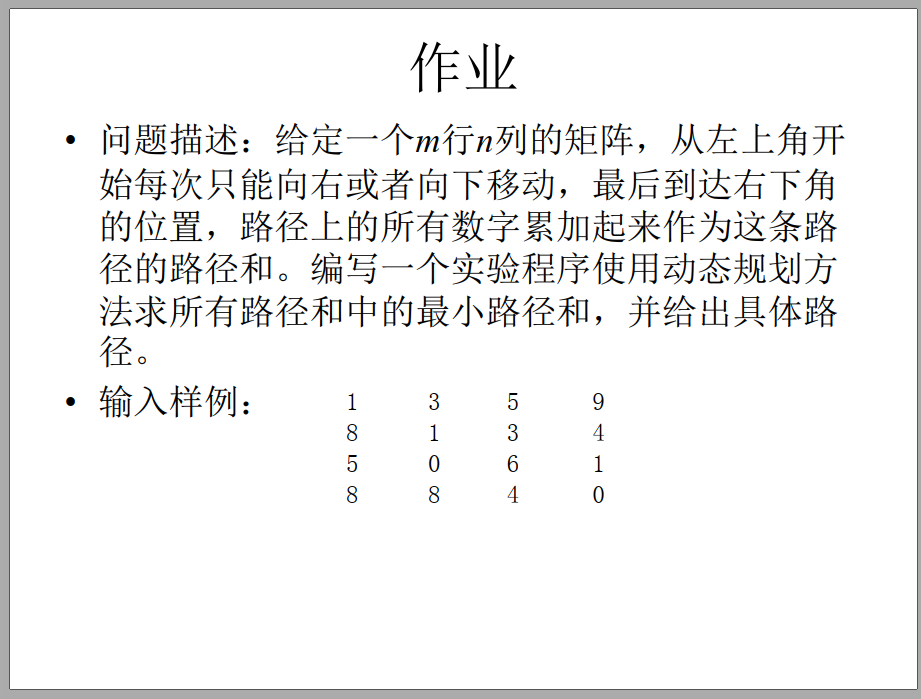 作业
• 问题描述：给定一个m行n列的矩阵，从左上角开
始每次只能向右或者向下移动，最后到达右下角
的位置，路径上的所有数字累加起来作为这条路
径的路径和。编写一个实验程序使用动态规划方
法求所有路径和中的最小路径和，并给出具体路
径。
• 输入样例： 1 3 5 9
8 1 3 4
5 0 6 1
8 8 4 0